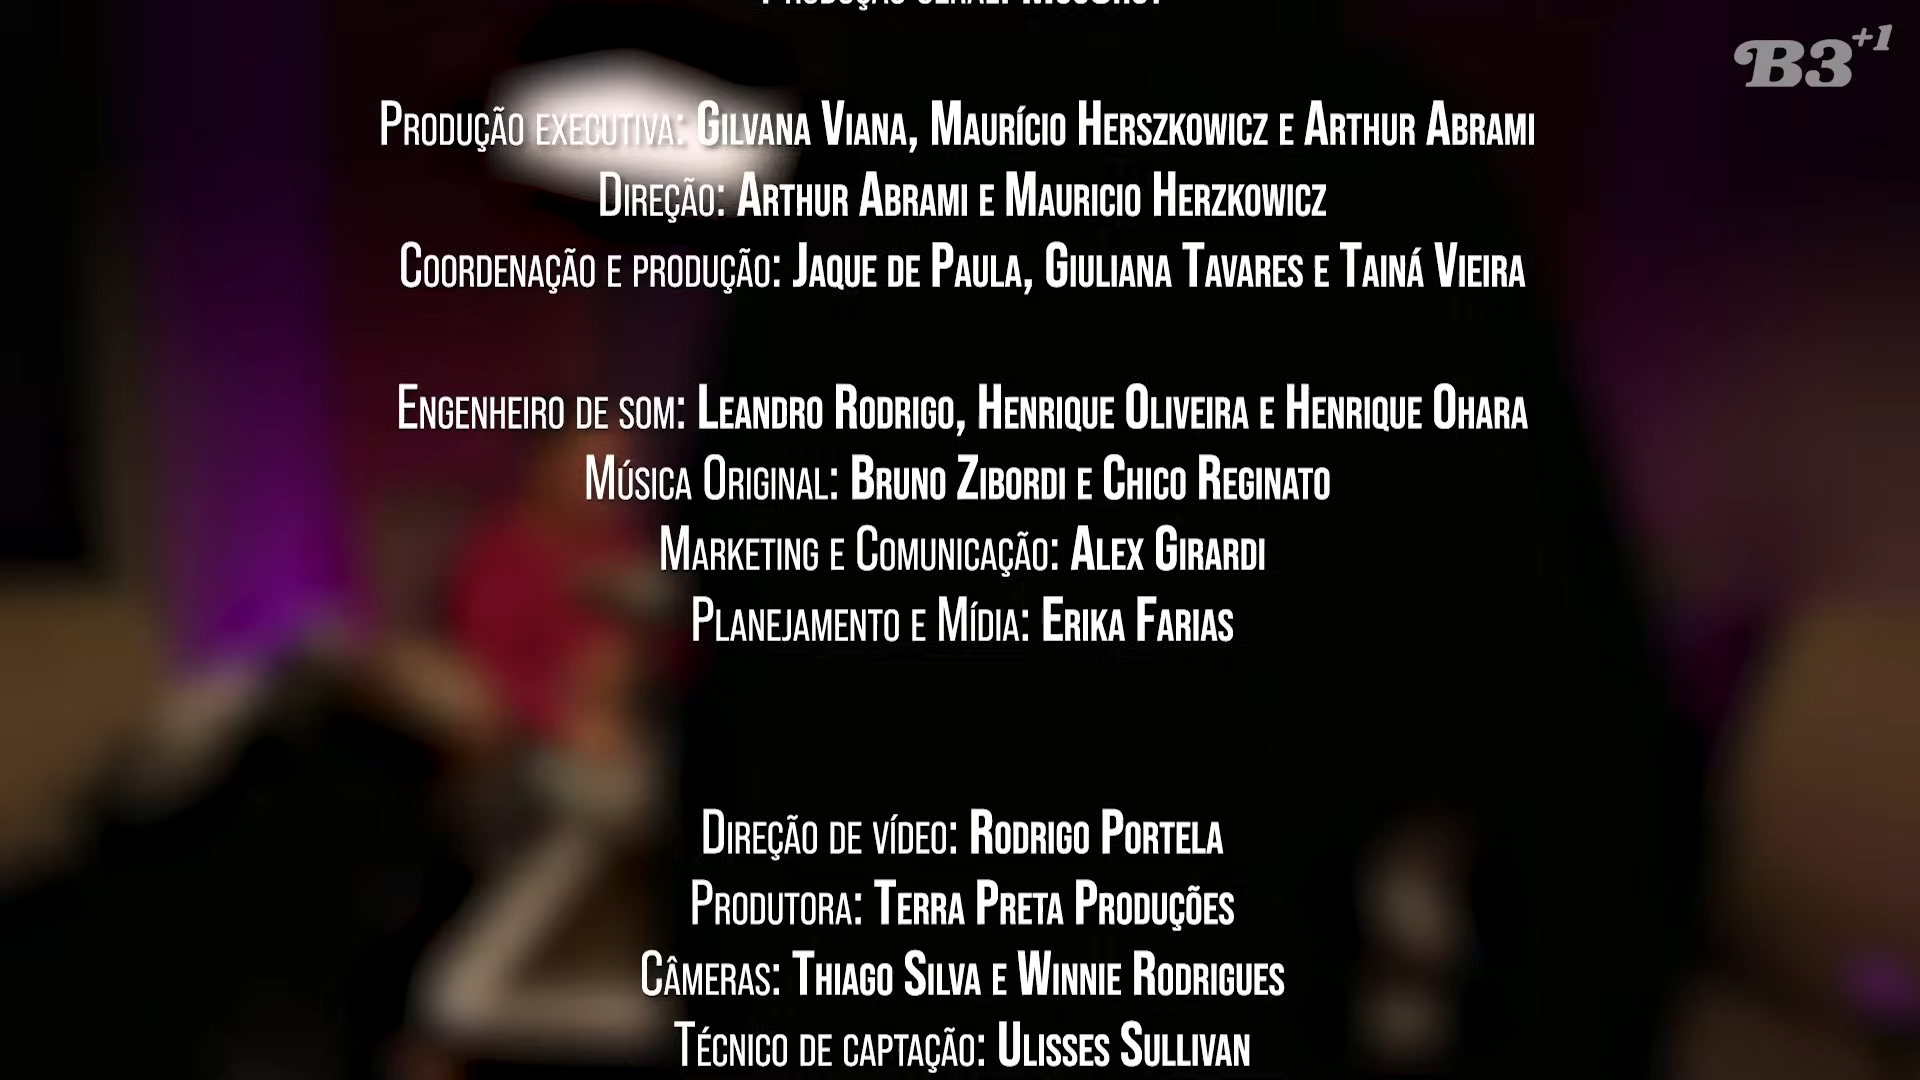 B3+1
Produção executiva: Gilvana Viana, Maurício Herszkowicz e Arthur Abrami
Direção: Arthur Abrami e Mauricio Herzkowicz
Coordenação e produção: Jaque de Paula, Giuliana Tavares e Tainá Vieira
Engenheiro de som: Leandro Rodrigo, Henrique Oliveira e Henrique Ohara
Música Original: Bruno Zibordi e Chico Reginato
Marketing e Comunicação: Alex Girardi
Planejamento e Mídia: Erika Farias
Direção de vídeo: Rodrigo Portela
Produtora: Terra Preta Produções
Câmeras: Thiago Silva e Winnie Rodrigues
Técnico de captação: Ulisses Sullivan